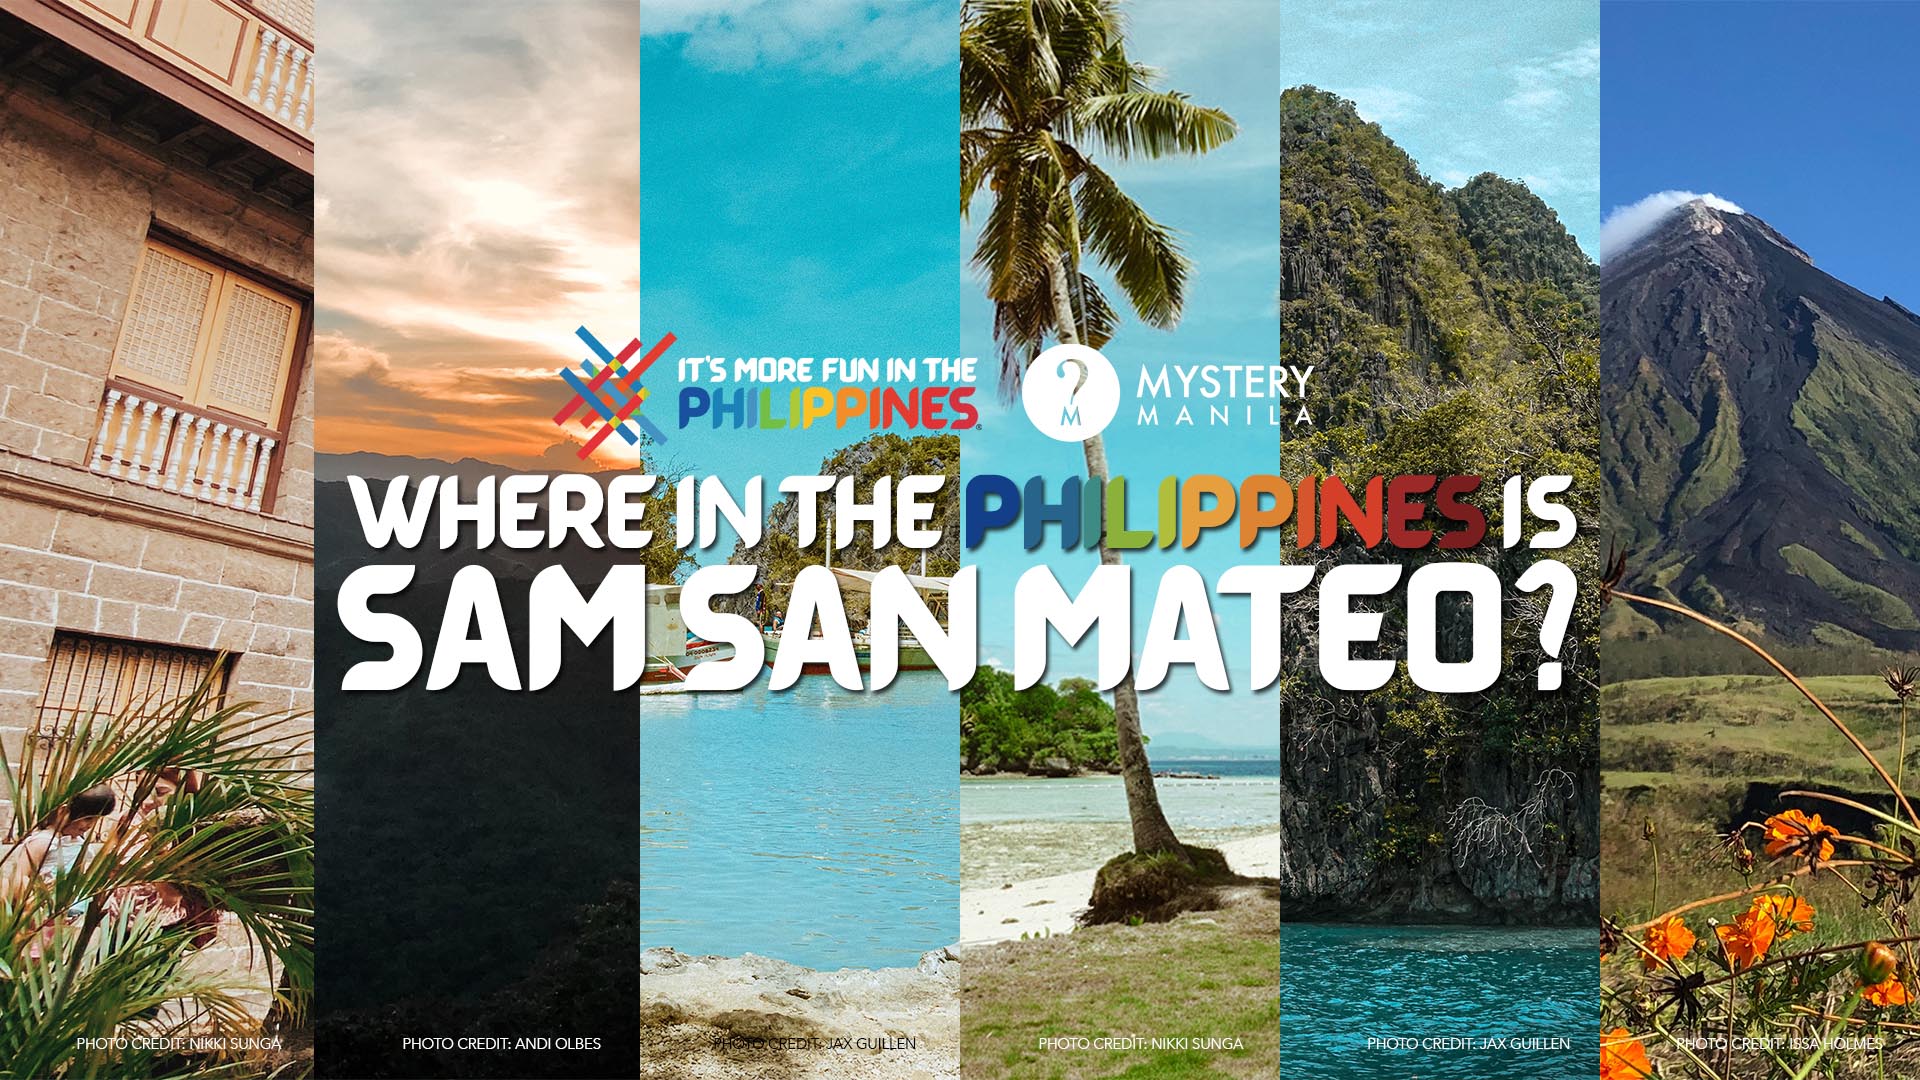 IT'S MORE FUN IN THE
PHILIPPINES
?
M
MYSTERY
MANILA
WHERE IN THE PHILIPPINES IS
SAM SAN MATEO?
PHOTO CREDIT: NIKKI SUNGA
PHOTO CREDIT: ANDI OLBES
PHOTO CREDIT: JAX GUILLEN
PHOTO CREDIT: NIKKI SUNGA
PHOTO CREDIT: JAX GUILLEN
PHOTO CREDIT: ISSA HOLMES